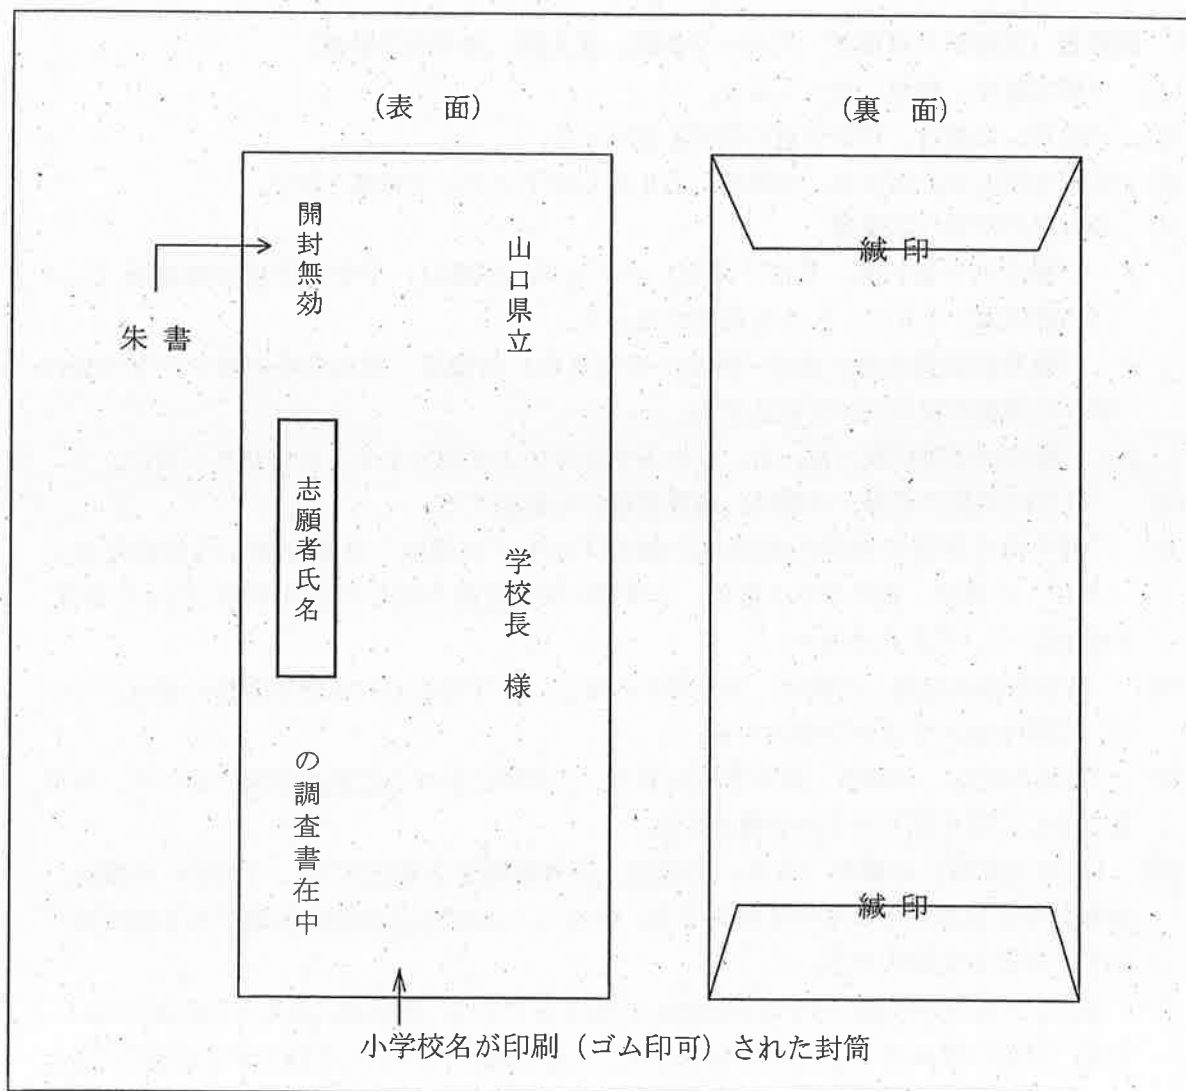 (表 面)
山口県立
学校長 様
開封無効
志願者氏名
の調査書在中
朱書
小学校名が印刷(ゴム印可)された封筒
(裏 面)
緘印
緘印